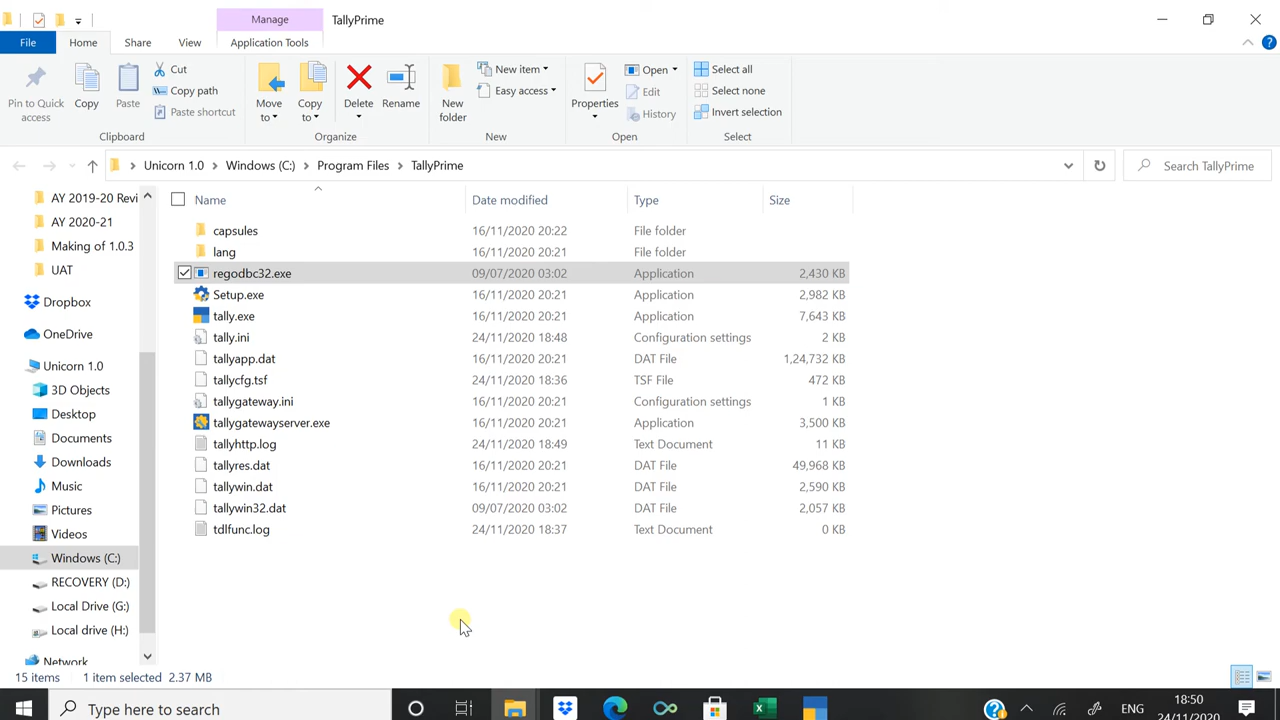 Manage
TallyPrime
File
Home
Share
View
Application Tools
Pin to Quick access
Copy
Paste
Cut
Copy path
Paste shortcut
Clipboard
Move to
Copy to
Delete
Rename
Organize
New folder
New item
Easy access
New
Properties
Open
Edit
History
Open
Select all
Select none
Invert selection
Select
Unicorn 1.0 > Windows (C:) > Program Files > TallyPrime
Search TallyPrime
AY 2019-20 Revi
AY 2020-21
Making of 1.0.3
UAT
Dropbox
OneDrive
Unicorn 1.0
3D Objects
Desktop
Documents
Downloads
Music
Pictures
Videos
Windows (C:)
RECOVERY (D:)
Local Drive (G:)
Local drive (H:)
Network
Name Date modified Type Size
capsules 16/11/2020 20:22 File folder
lang 16/11/2020 20:21 File folder
regodbc32.exe 09/07/2020 03:02 Application 2,430 KB
Setup.exe 16/11/2020 20:21 Application 2,982 KB
tally.exe 16/11/2020 20:21 Application 7,643 KB
tally.ini 24/11/2020 18:48 Configuration settings 2 KB
tallyapp.dat 16/11/2020 20:21 DAT File 1,24,732 KB
tallycfg.tsf 24/11/2020 18:36 TSF File 472 KB
tallygateway.ini 16/11/2020 20:21 Configuration settings 1 KB
tallygatewayserver.exe 16/11/2020 20:21 Application 3,500 KB
tallyhttp.log 24/11/2020 18:49 Text Document 11 KB
tallyres.dat 16/11/2020 20:21 DAT File 49,968 KB
tallywin.dat 16/11/2020 20:21 DAT File 2,590 KB
tallywin32.dat 09/07/2020 03:02 DAT File 2,057 KB
tdlfunc.log 24/11/2020 18:37 Text Document 0 KB
15 items 1 item selected 2.37 MB
Type here to search
ENG
18:50
24/11/2020